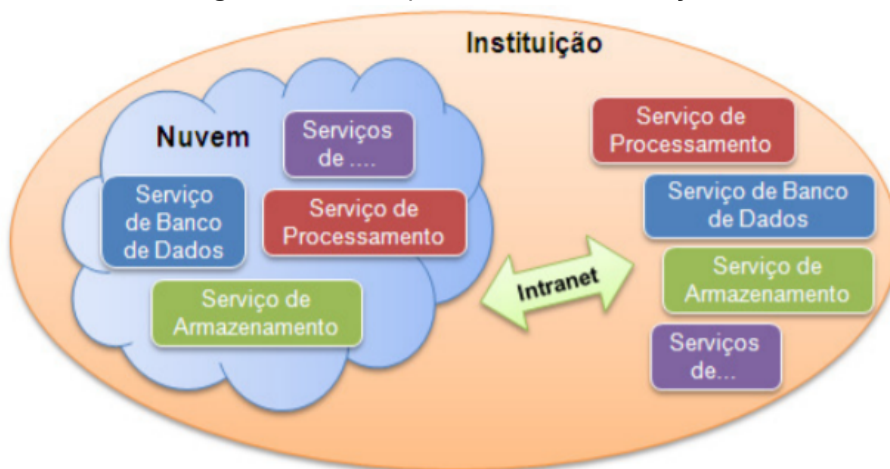 Instituição
Nuvem
Serviços
de ....
Serviço
de Banco
de Dados
Serviço de
Processamento
Serviço de
Armazenamento
Intranet
Serviço de
Processamento
Serviço de Banco
de Dados
Serviço de
Armazenamento
Serviços
de...